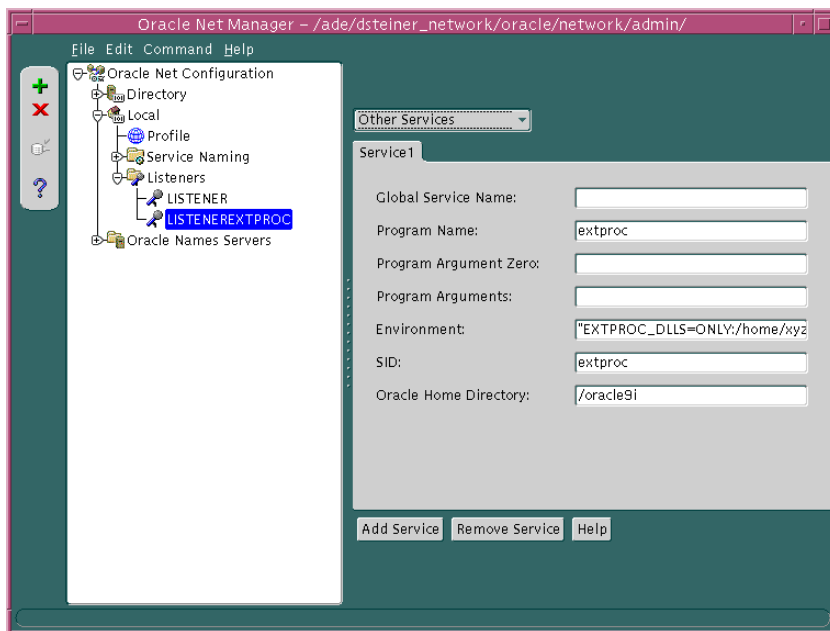 Oracle Net Manager – /ade/dsteiner_network/oracle/network/admin/
File Edit Command Help
Oracle Net Configuration
Directory
Local
Profile
Service Naming
Listeners
LISTENER
LISTENEREXTPROC
Oracle Names Servers
Other Services
Service1
Global Service Name:
Program Name: extproc
Program Argument Zero:
Program Arguments:
Environment: "EXTPROC_DLLS=ONLY:/home/xyz
SID: extproc
Oracle Home Directory: /oracle9i
Add Service Remove Service Help